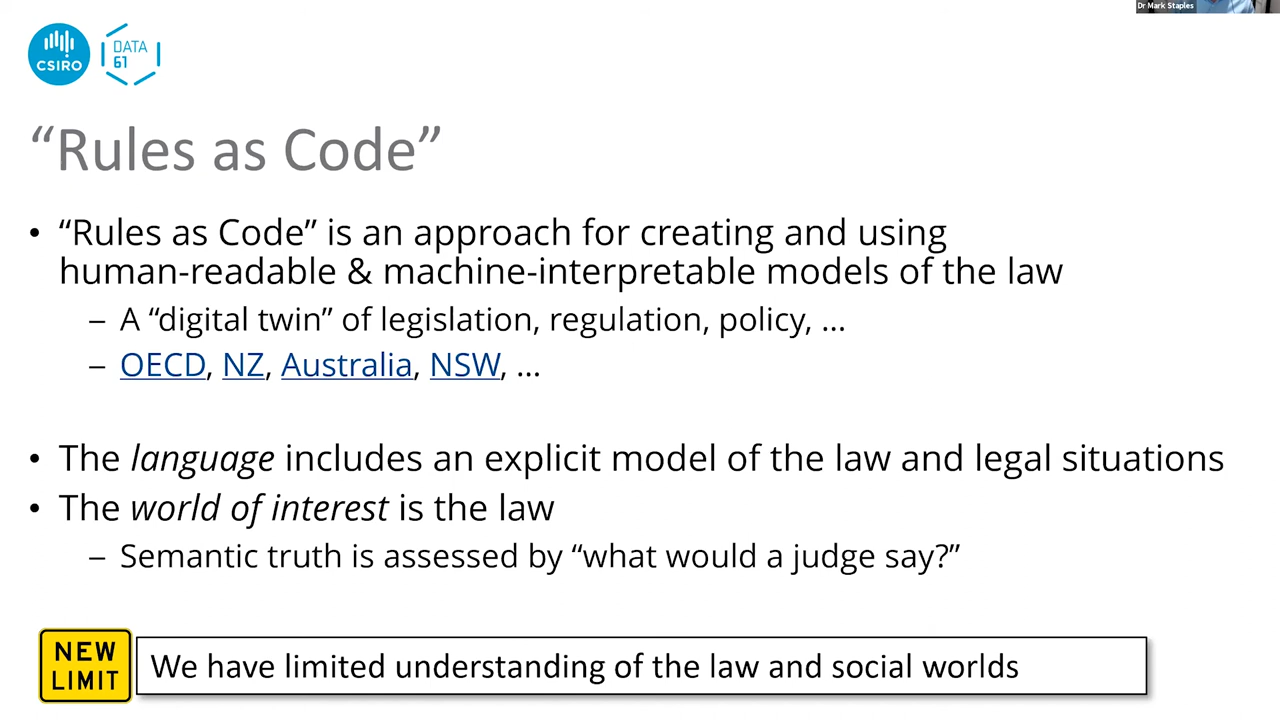 Dr Mark Staples
CSIRO
DATA
61
“Rules as Code”
• “Rules as Code” is an approach for creating and using
human-readable & machine-interpretable models of the law
– A “digital twin” of legislation, regulation, policy, ...
– OECD, NZ, Australia, NSW, ...
• The language includes an explicit model of the law and legal situations
• The world of interest is the law
– Semantic truth is assessed by “what would a judge say?”
NEW
LIMIT
We have limited understanding of the law and social worlds